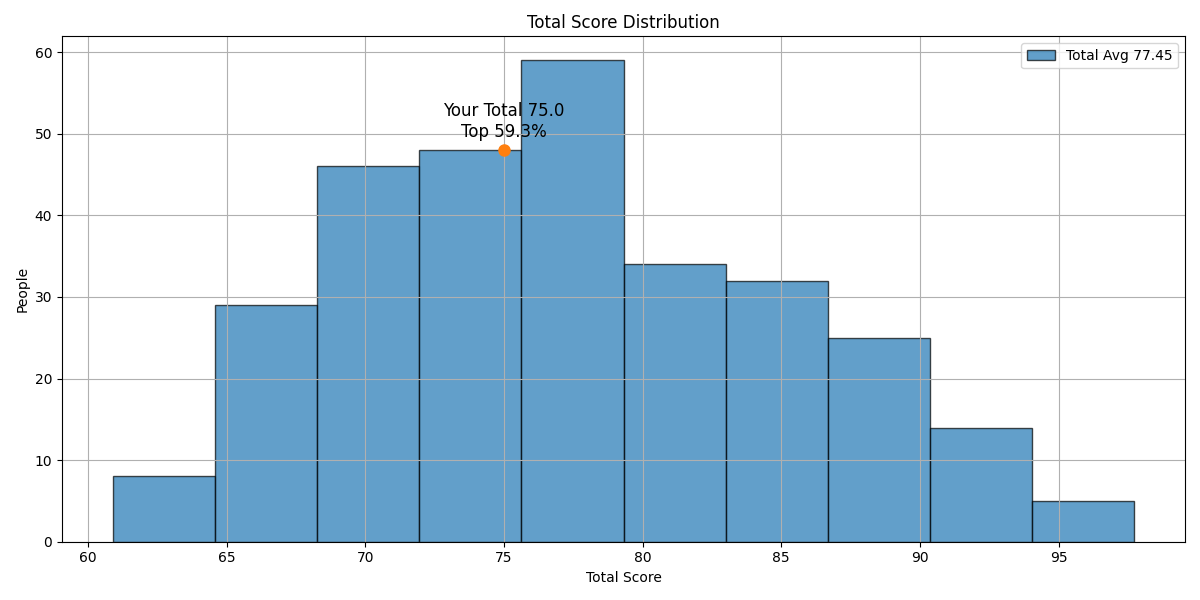 Total Score Distribution
Total Avg 77.45
Your Total 75.0
Top 59.3%
People
60
50
40
30
20
10
0
60 65 70 75 80 85 90 95
Total Score